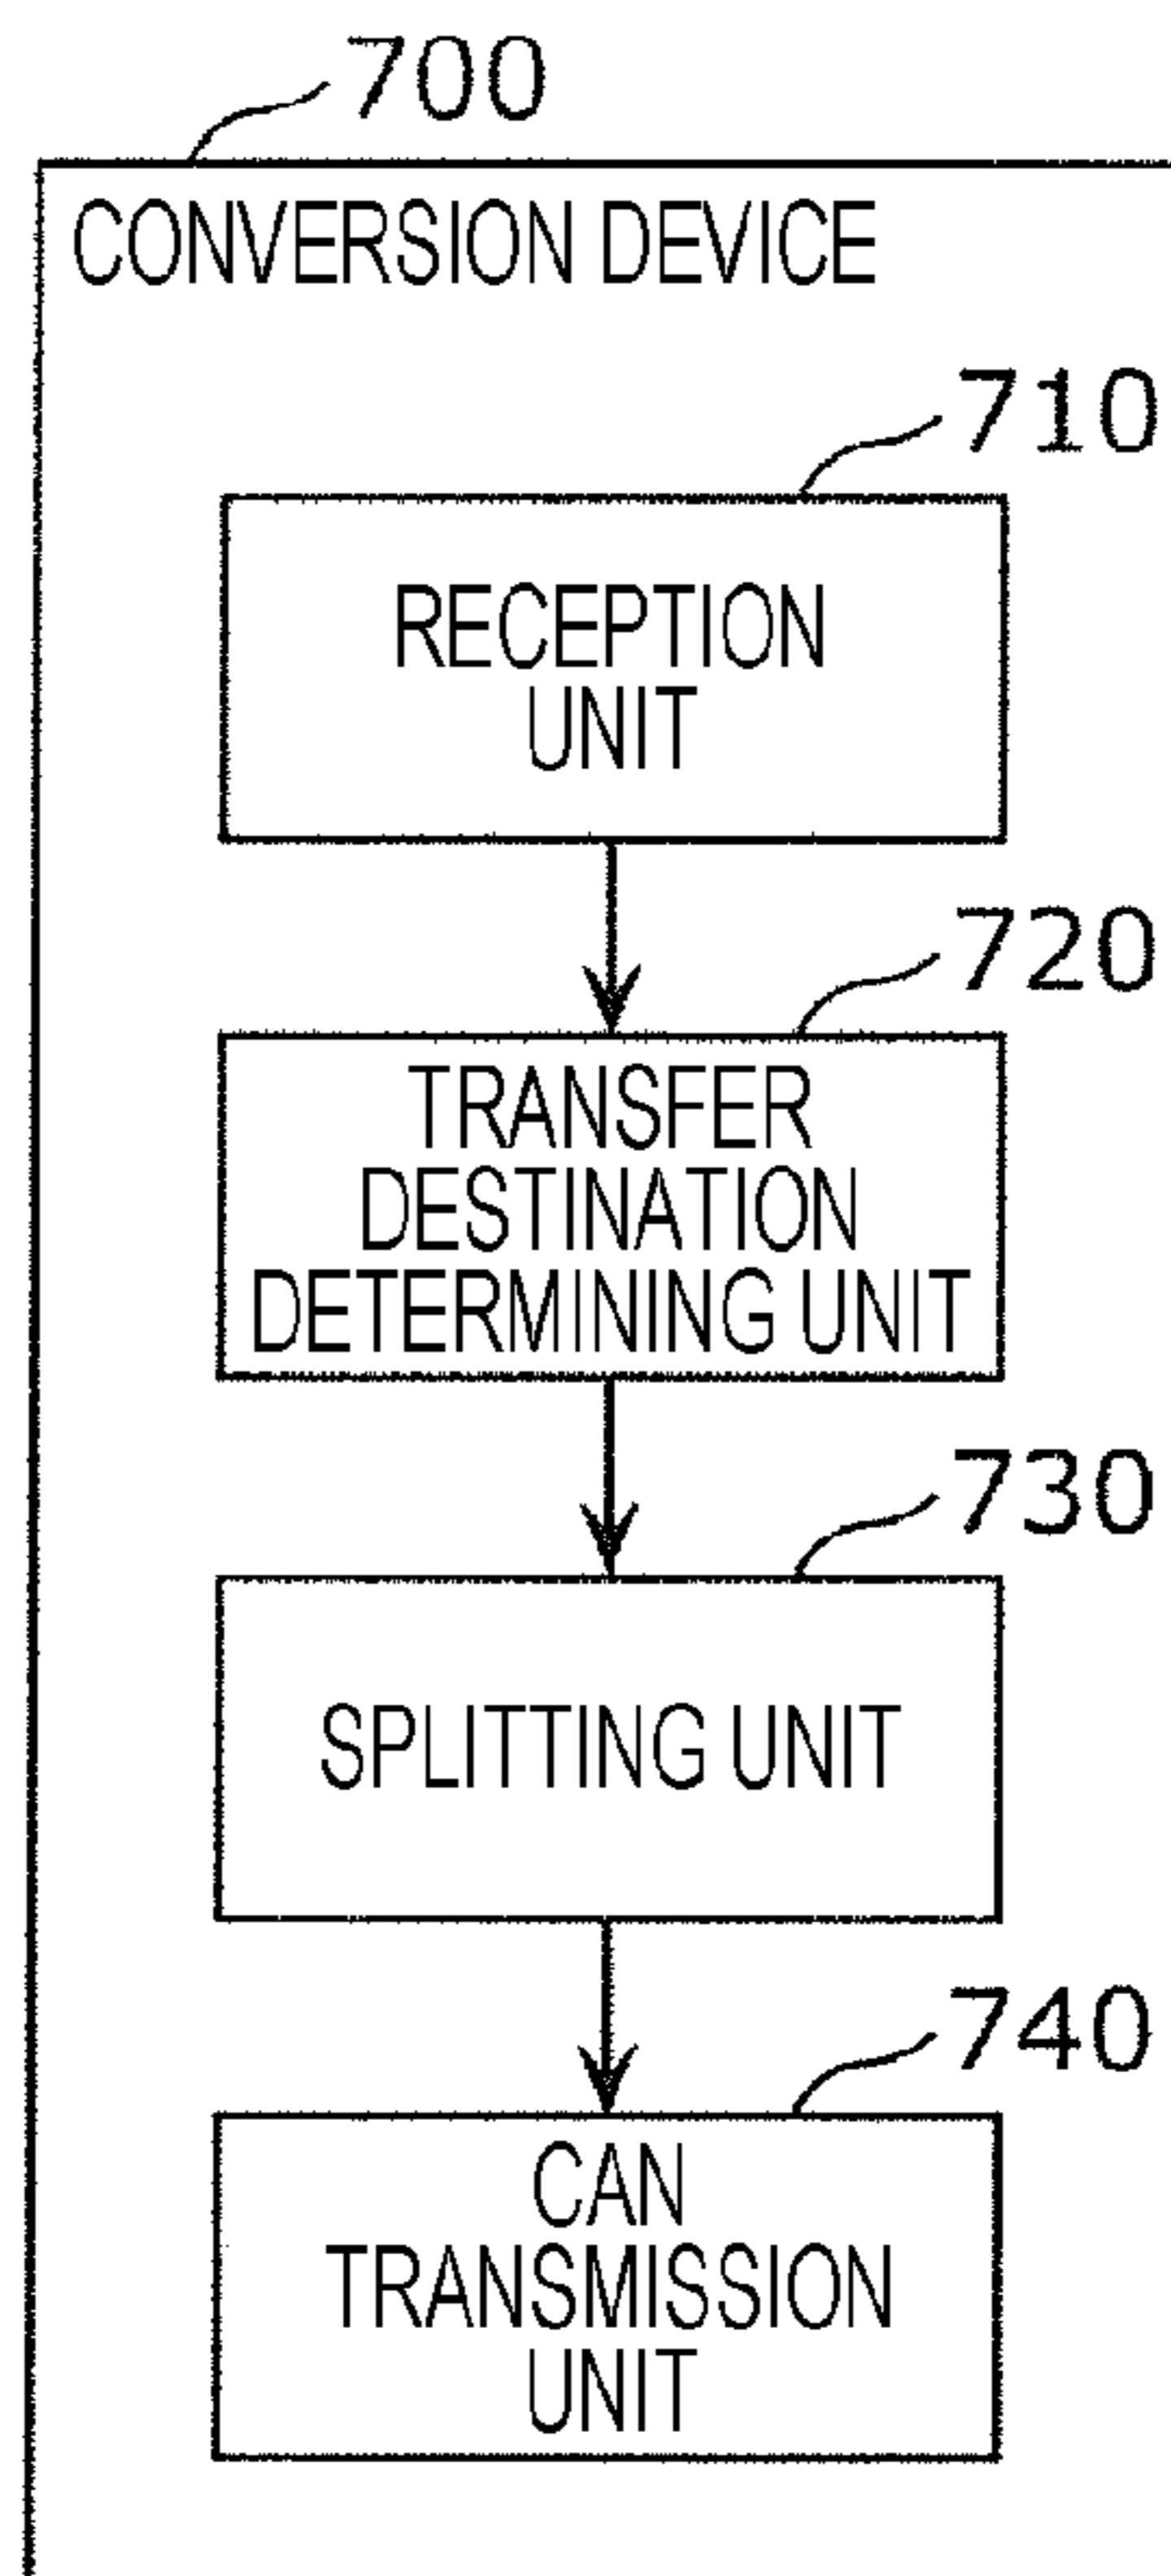 700
CONVERSION DEVICE
710
RECEPTION
UNIT
720
TRANSFER
DESTINATION
DETERMINING UNIT
730
SPLITTING UNIT
740
CAN
TRANSMISSION
UNIT